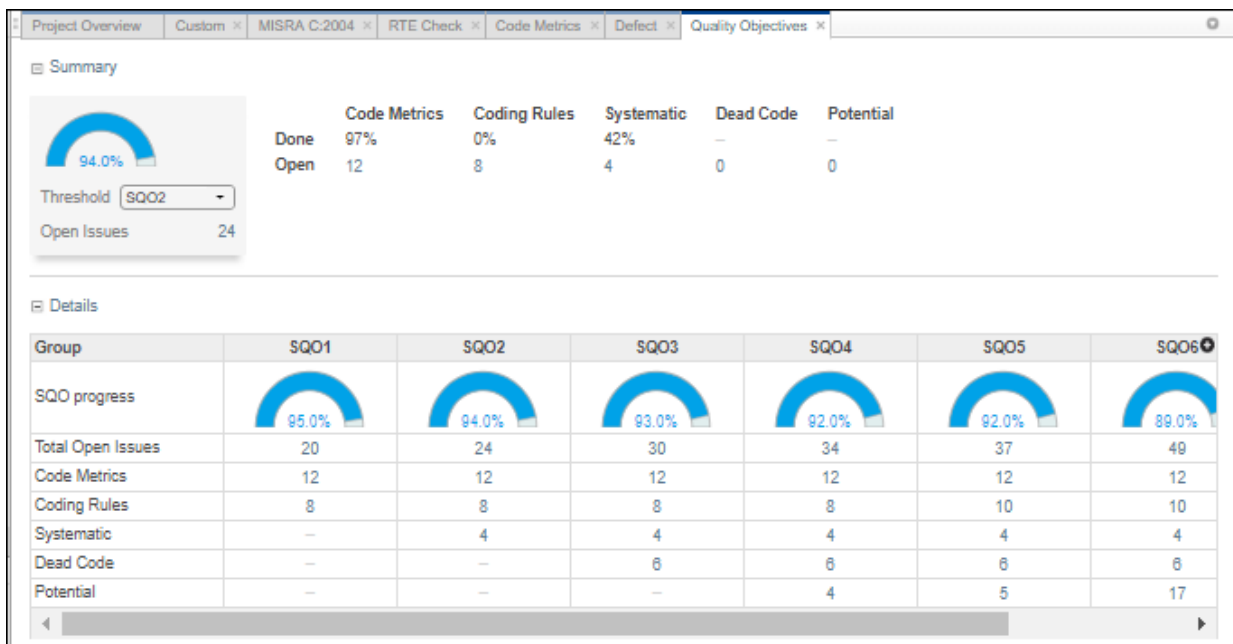 Project Overview Custom × MISRA C:2004 × RTE Check × Code Metrics × Defect × Quality Objectives ×
Summary
Code Metrics Coding Rules Systematic Dead Code Potential
Done 97% 0% 42% – –
Open 12 8 4 0 0
94.0%
Threshold SQO2
Open Issues 24
Details
Group SQO1 SQO2 SQO3 SQO4 SQO5 SQO6
SQO progress 95.0% 94.0% 93.0% 92.0% 92.0% 89.0%
Total Open Issues 20 24 30 34 37 49
Code Metrics 12 12 12 12 12 12
Coding Rules 8 8 8 8 10 10
Systematic – 4 4 4 4 4
Dead Code – – 6 6 6 6
Potential – – – 4 5 17